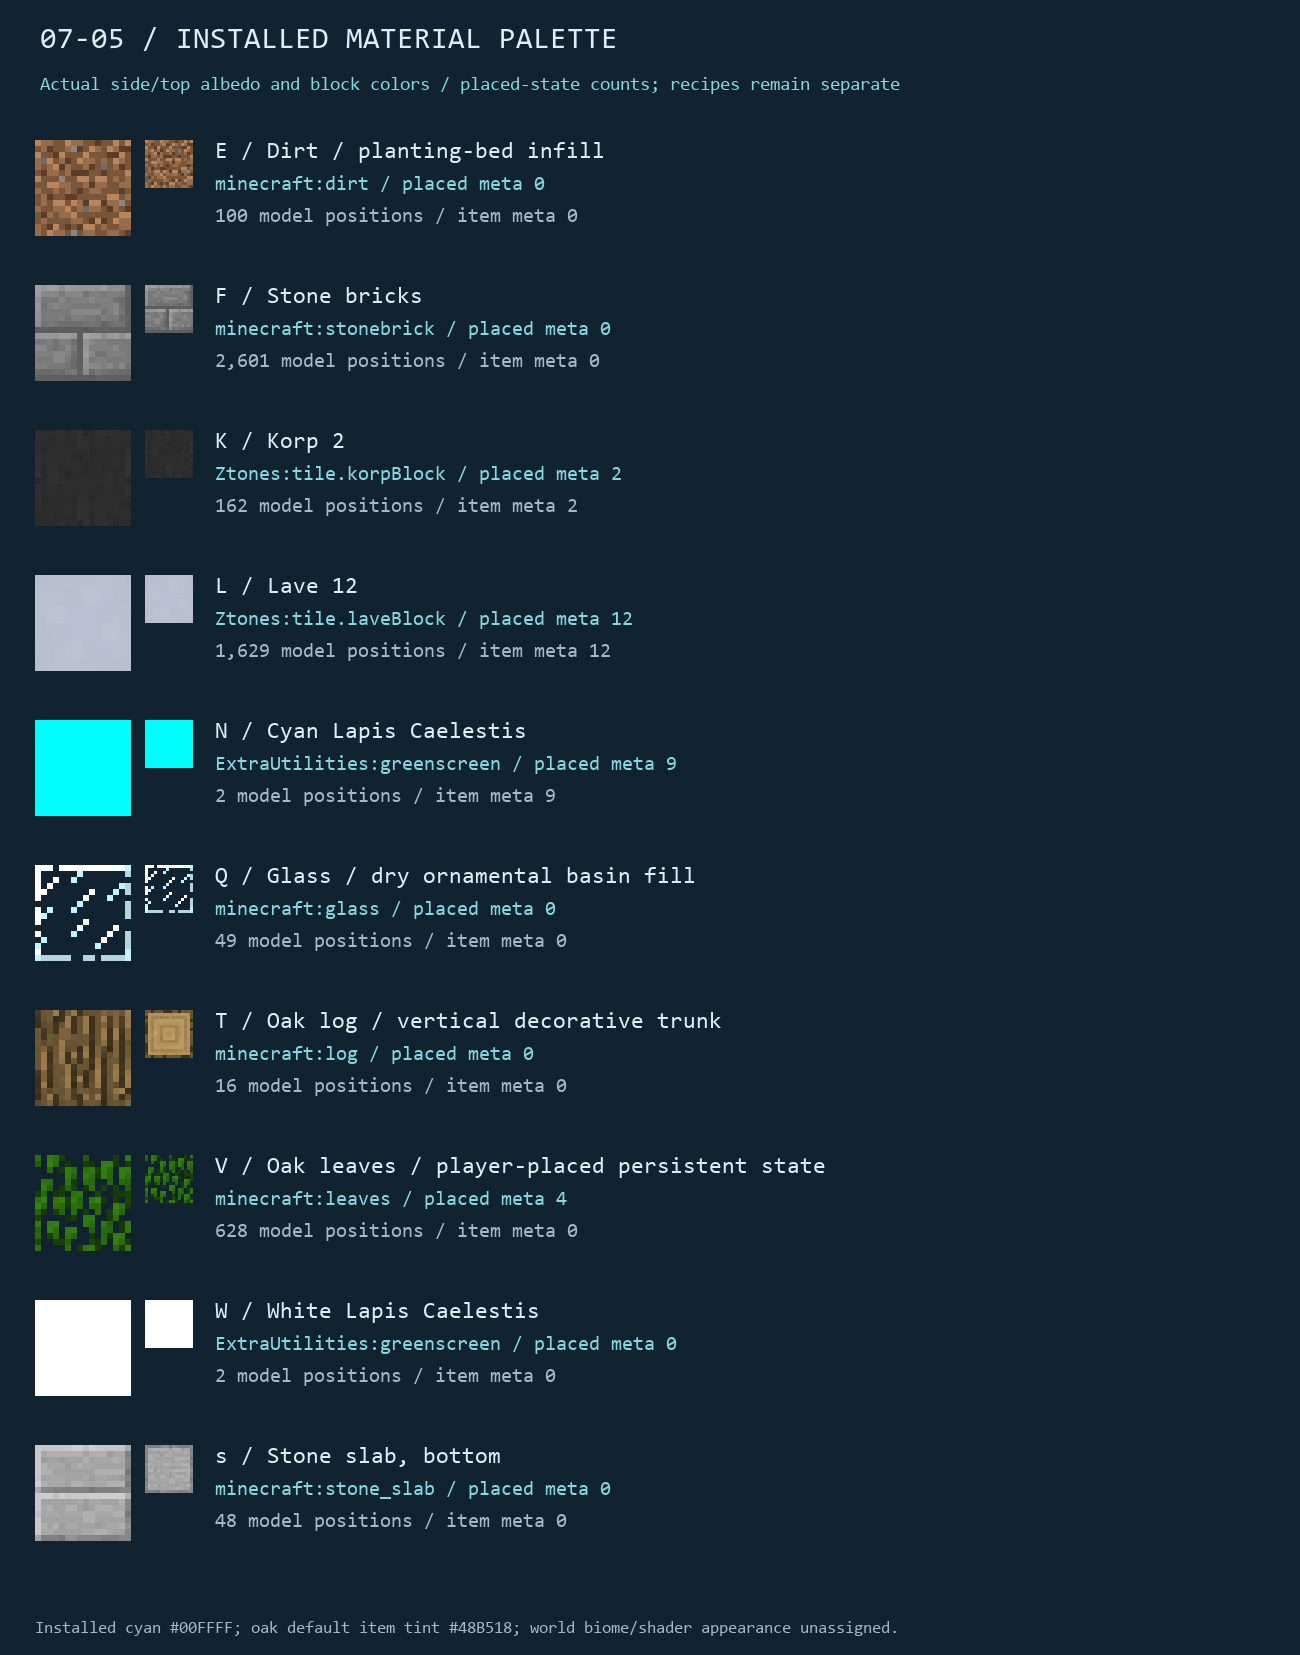 07-05 / INSTALLED MATERIAL PALETTE
Actual side/top albedo and block colors / placed-state counts; recipes remain separate
E / Dirt / planting-bed infill
minecraft:dirt / placed meta 0
100 model positions / item meta 0
F / Stone bricks
minecraft:stonebrick / placed meta 0
2,601 model positions / item meta 0
K / Korp 2
Ztones:tile.korpBlock / placed meta 2
162 model positions / item meta 2
L / Lave 12
Ztones:tile.laveBlock / placed meta 12
1,629 model positions / item meta 12
N / Cyan Lapis Caelestis
ExtraUtilities:greenscreen / placed meta 9
2 model positions / item meta 9
Q / Glass / dry ornamental basin fill
minecraft:glass / placed meta 0
49 model positions / item meta 0
T / Oak log / vertical decorative trunk
minecraft:log / placed meta 0
16 model positions / item meta 0
V / Oak leaves / player-placed persistent state
minecraft:leaves / placed meta 4
628 model positions / item meta 0
W / White Lapis Caelestis
ExtraUtilities:greenscreen / placed meta 0
2 model positions / item meta 0
s / Stone slab, bottom
minecraft:stone_slab / placed meta 0
48 model positions / item meta 0
Installed cyan #00FFFF; oak default item tint #48B518; world biome/shader appearance unassigned.